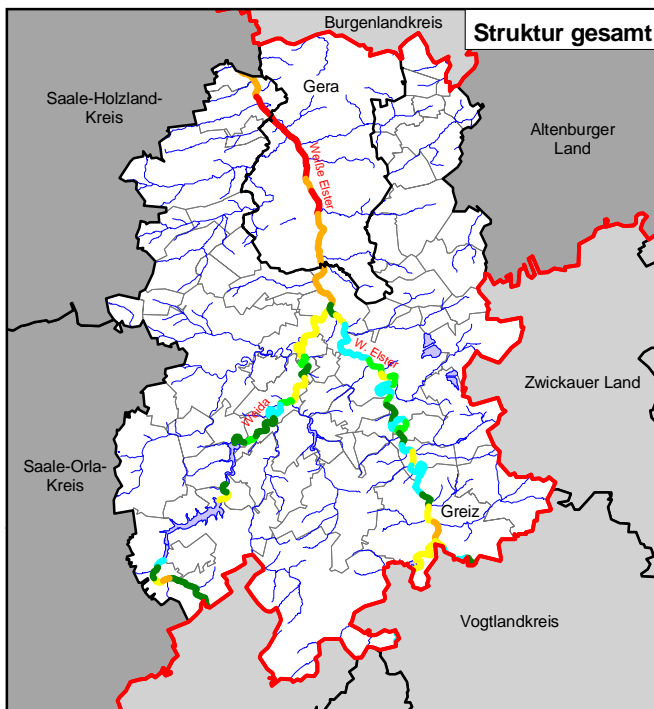 Burgenlandkreis
Struktur gesamt
Gera
Saale-Holzland-
Kreis
Altenburger
Land
Weiße Elster
W. Elster
Zwickauer Land
Weida
Saale-Orla-
Kreis
Greiz
Vogtlandkreis